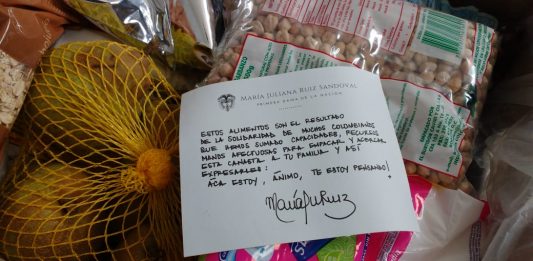 MARÍA JULIANA RUIZ SANDOVAL
PRIMERA DAMA DE LA NACIÓN
ESTOS ALIMENTOS SON EL RESULTADO
DE LA SOLIDARIDAD DE MUCHOS COLOMBIANOS
QUE HEMOS SUMADO CAPACIDADES, RECURSOS
MANOS AFECTUOSAS PARA EMPACAR Y ACERCAR
ESTA CANASTA A TU FAMILIA Y ASÍ
EXPRESARLES:
ACÁ ESTOY, ÁNIMO, TE ESTOY PENSANDO!
MaríaJuRuiz